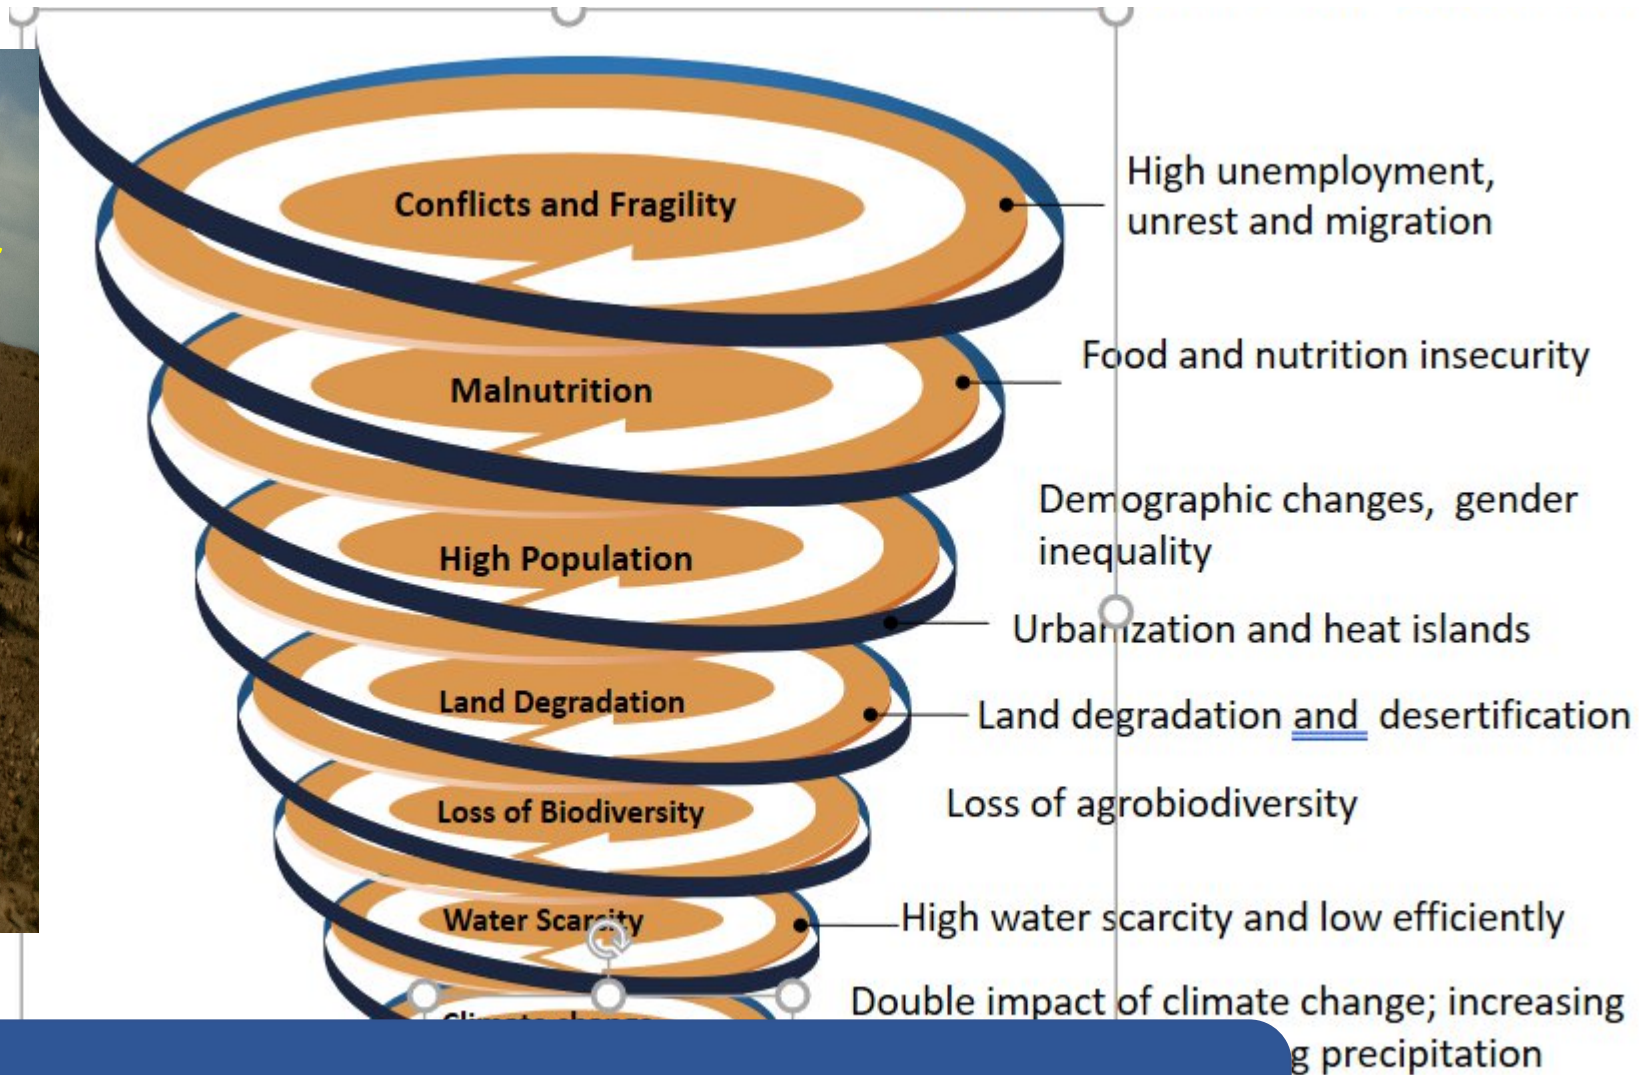 Conflicts and Fragility
High unemployment,
unrest and migration
Malnutrition
Food and nutrition insecurity
High Population
Demographic changes, gender
inequality
Urbanization and heat islands
Land Degradation
Land degradation and desertification
Loss of Biodiversity
Loss of agrobiodiversity
Water Scarcity
High water scarcity and low efficiently
Climate change
Double impact of climate change; increasing
g precipitation